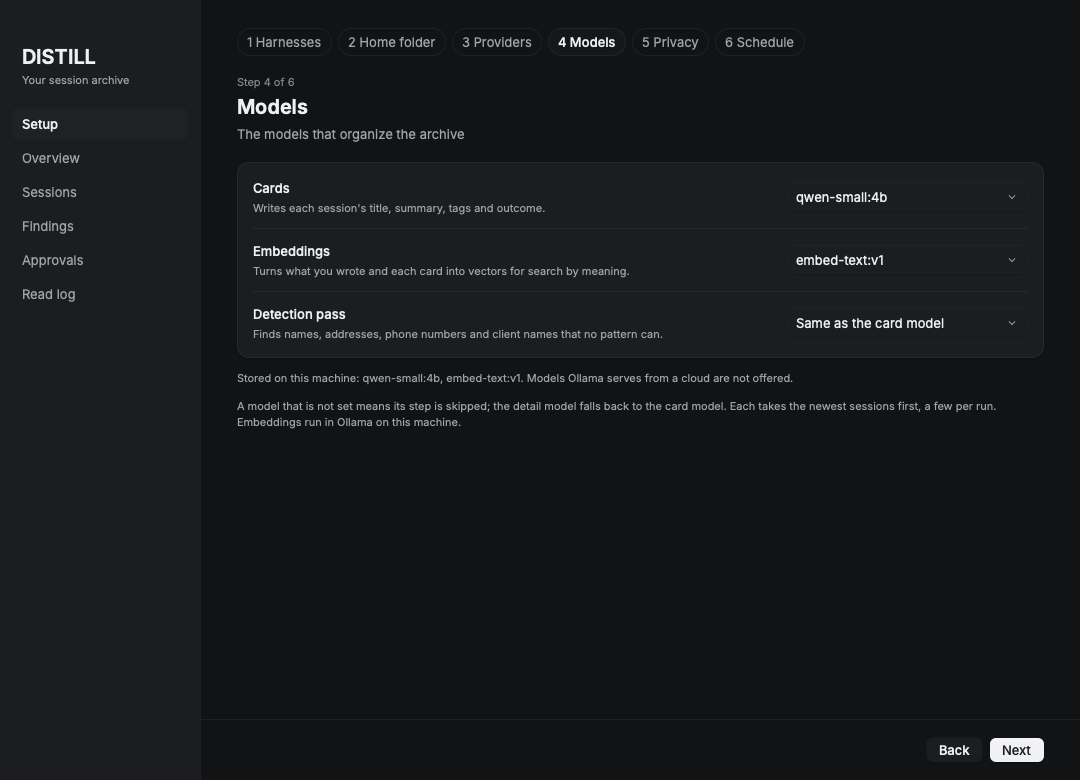 DISTILL
Your session archive
Setup
Overview
Sessions
Findings
Approvals
Read log
1 Harnesses
2 Home folder
3 Providers
4 Models
5 Privacy
6 Schedule
Step 4 of 6
Models
The models that organize the archive
Cards
Writes each session's title, summary, tags and outcome.
qwen-small:4b
Embeddings
Turns what you wrote and each card into vectors for search by meaning.
embed-text:v1
Detection pass
Finds names, addresses, phone numbers and client names that no pattern can.
Same as the card model
Stored on this machine: qwen-small:4b, embed-text:v1. Models Ollama serves from a cloud are not offered.
A model that is not set means its step is skipped; the detail model falls back to the card model. Each takes the newest sessions first, a few per run.
Embeddings run in Ollama on this machine.
Back
Next